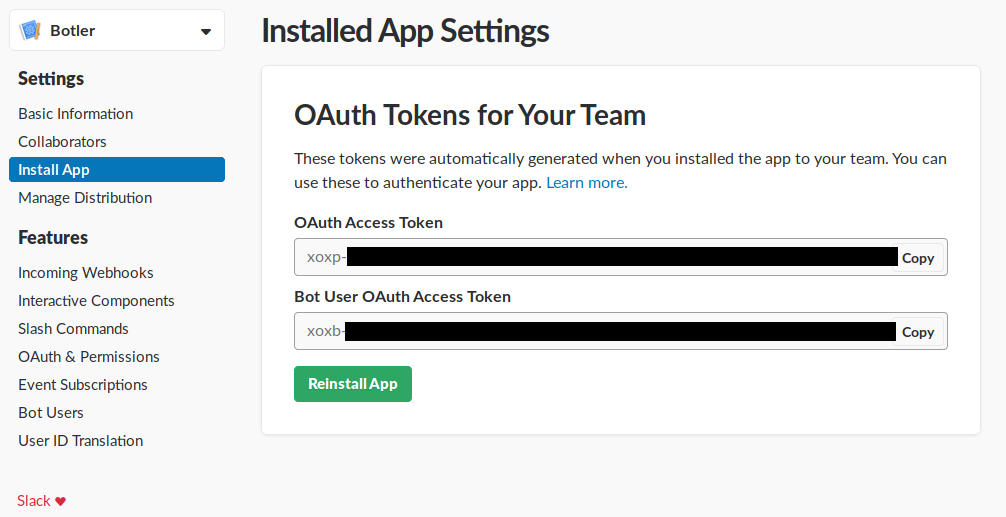 Botler
Settings
Basic Information
Collaborators
Install App
Manage Distribution
Features
Incoming Webhooks
Interactive Components
Slash Commands
OAuth & Permissions
Event Subscriptions
Bot Users
User ID Translation
Slack
Installed App Settings
OAuth Tokens for Your Team
These tokens were automatically generated when you installed the app to your team. You can
use these to authenticate your app. Learn more.
OAuth Access Token
xoxp- Copy
Bot User OAuth Access Token
xoxb- Copy
Reinstall App